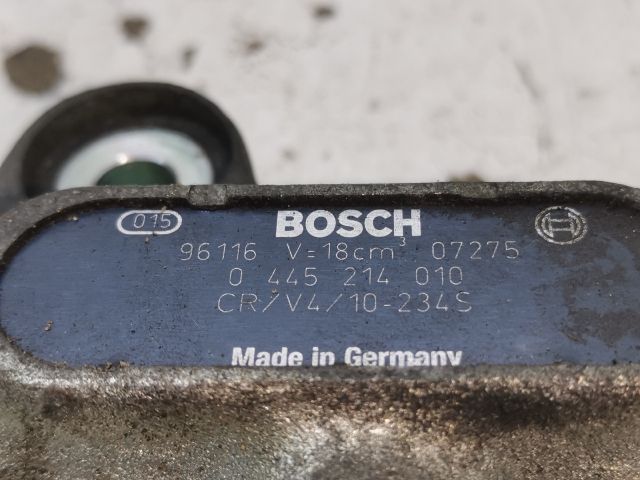 015
BOSCH
96116 V=18cm³ 07275
0 445 214 010
CR/V4/10-234S
Made in Germany